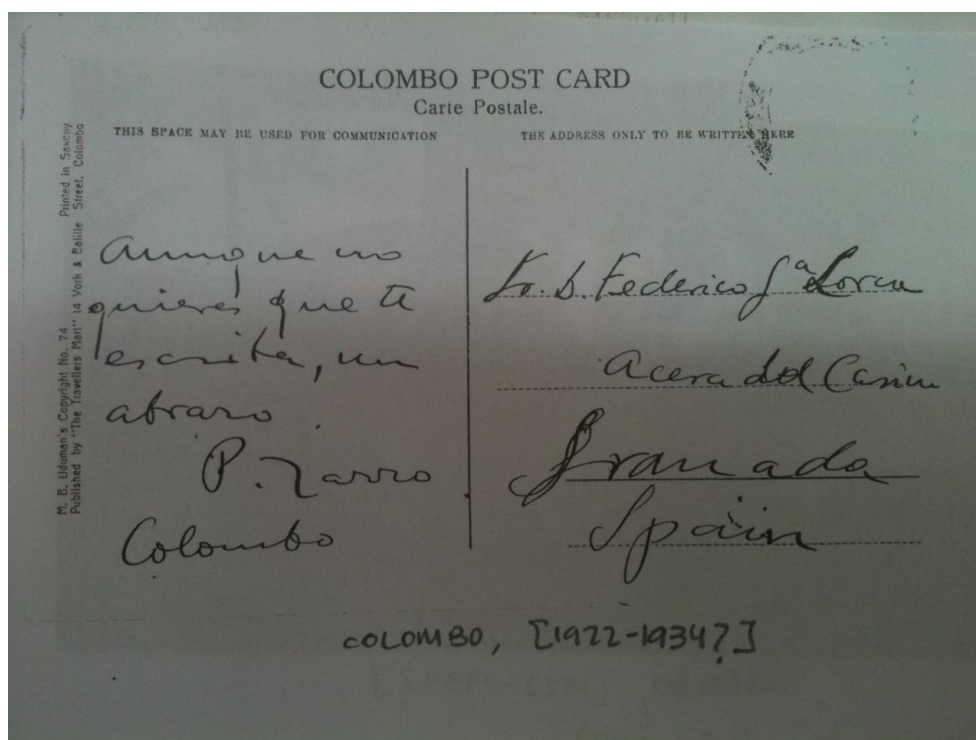 COLOMBO POST CARD
Carte Postale.
THIS SPACE MAY BE USED FOR COMMUNICATION
THE ADDRESS ONLY TO BE WRITTEN HERE
M. B. Uduman's Copyright No. 74 Printed in Saxony
Published by "The Travellers Mart" 14 York & Baillie Street, Colombo
Aunque no
quieres que te
escriba, un
abrazo.
P.
Colombo
Sr. D. Federico Gª Lorca
Acera del Casino
Granada
Spain
COLOMBO, [1922-1934?]